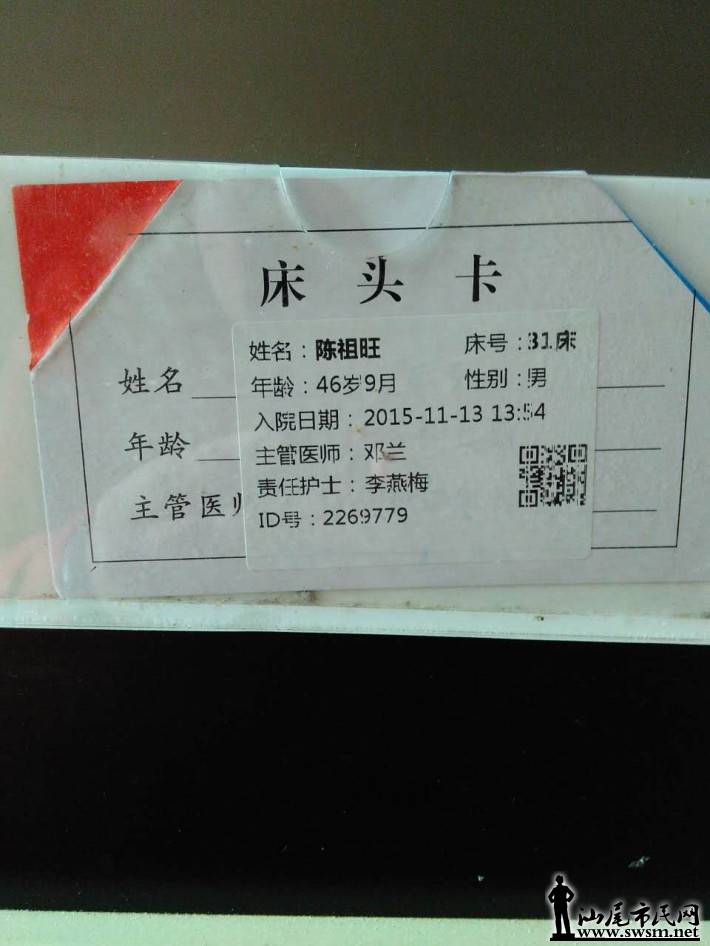 床头卡
姓名：陈祖旺 床号：31床
姓名
年龄：46岁9月 性别：男
入院日期：2015-11-13 13:54
年龄
主管医师：邓兰
责任护士：李燕梅
主管医师
ID号：2269779
汕尾市民网
www.swsm.net